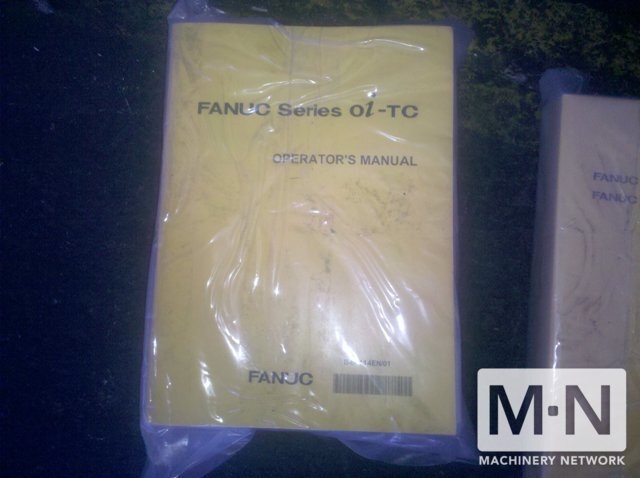 FANUC Series 0i-TC
OPERATOR'S MANUAL
FANUC
FANUC
FANUC
M·N
MACHINERY NETWORK